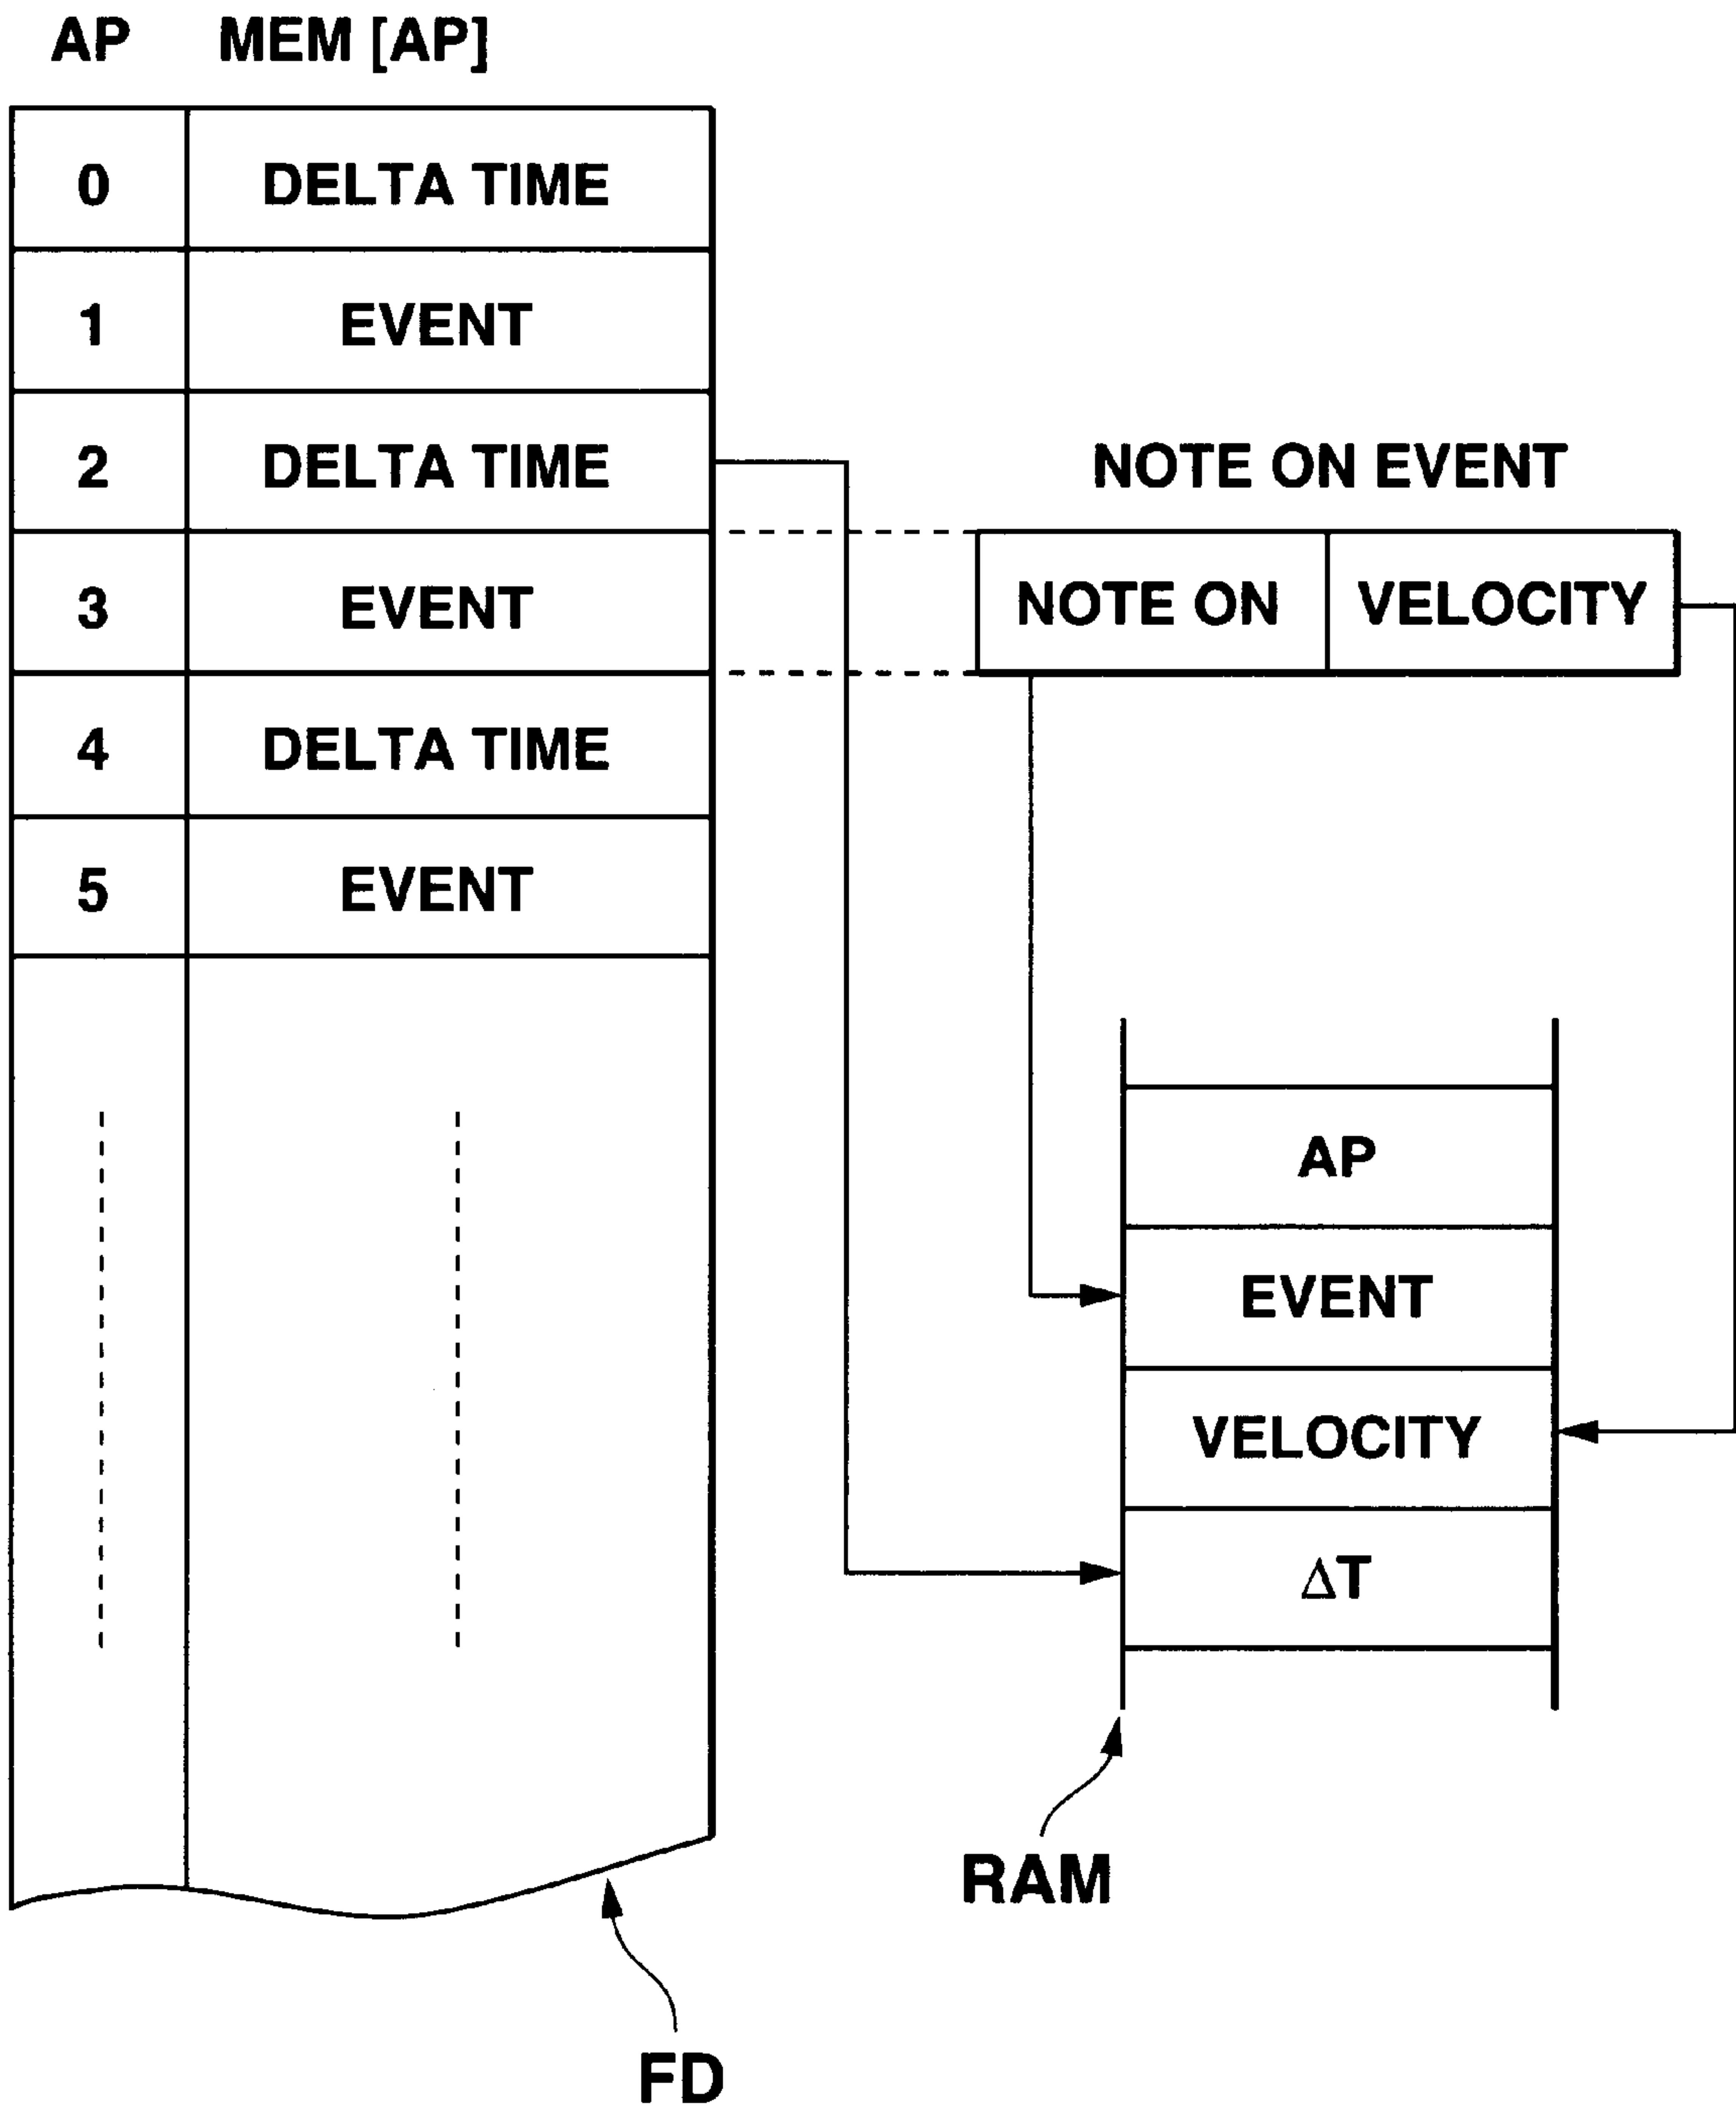 AP MEM [AP]
0 DELTA TIME
1 EVENT
2 DELTA TIME
3 EVENT
4 DELTA TIME
5 EVENT
NOTE ON EVENT
NOTE ON VELOCITY
AP
EVENT
VELOCITY
ΔT
RAM
FD